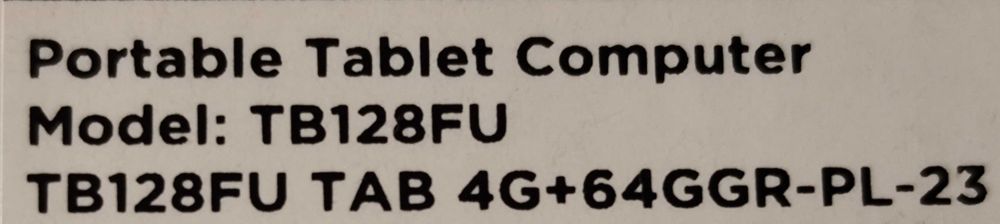 Portable Tablet Computer
Model: TB128FU
TB128FU TAB 4G+64GGR-PL-23